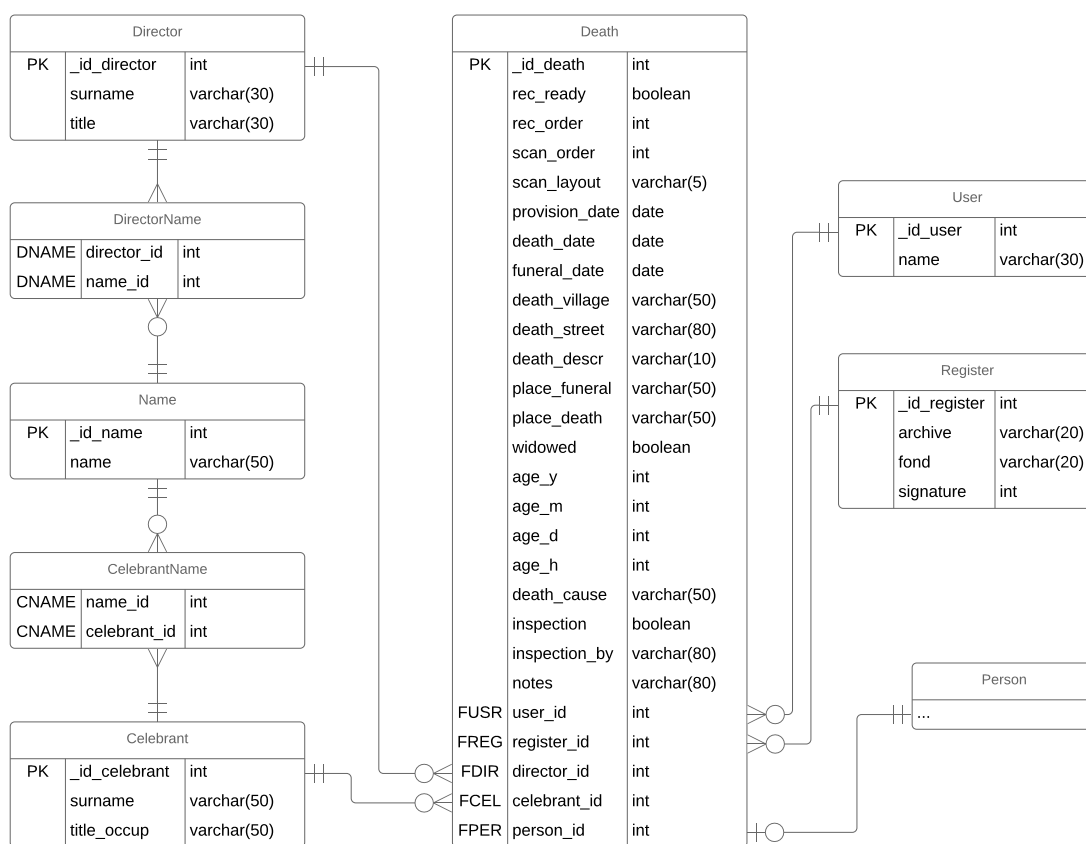 Director
PK _id_director int
surname varchar(30)
title varchar(30)
DirectorName
DNAME director_id int
DNAME name_id int
Name
PK _id_name int
name varchar(50)
CelebrantName
CNAME name_id int
CNAME celebrant_id int
Celebrant
PK _id_celebrant int
surname varchar(50)
title_occup varchar(50)
Death
PK _id_death int
rec_ready boolean
rec_order int
scan_order int
scan_layout varchar(5)
provision_date date
death_date date
funeral_date date
death_village varchar(50)
death_street varchar(80)
death_descr varchar(10)
place_funeral varchar(50)
place_death varchar(50)
widowed boolean
age_y int
age_m int
age_d int
age_h int
death_cause varchar(50)
inspection boolean
inspection_by varchar(80)
notes varchar(80)
FUSR user_id int
FREG register_id int
FDIR director_id int
FCEL celebrant_id int
FPER person_id int
User
PK _id_user int
name varchar(30)
Register
PK _id_register int
archive varchar(20)
fond varchar(20)
signature int
Person
...